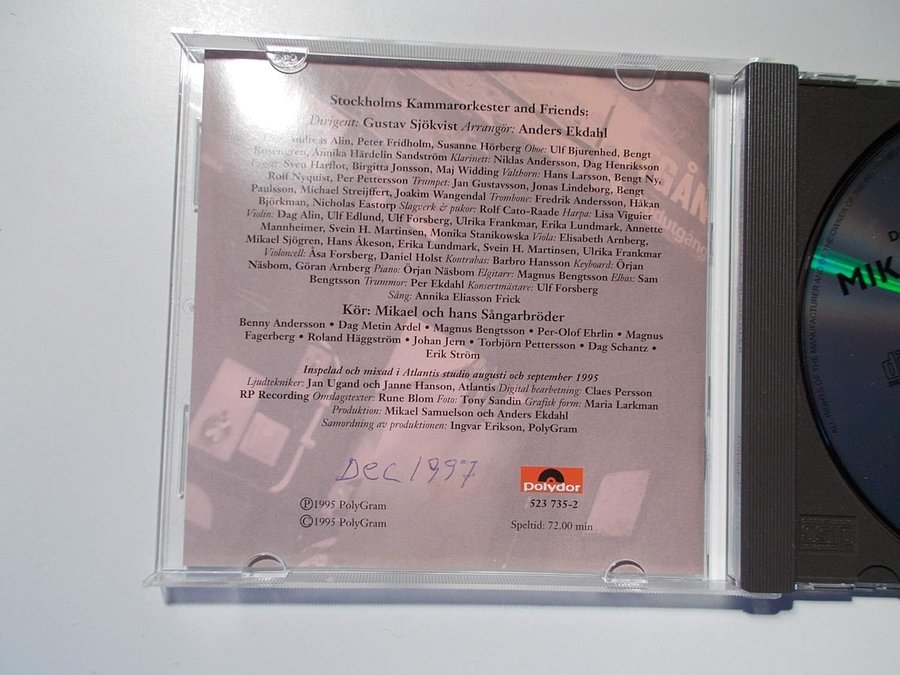 Stockholms Kammarorkester and Friends:
Dirigent: Gustav Sjökvist Arrangör: Anders Ekdahl
Alin, Peter Fridholm, Susanne Hörberg Oboe: Ulf Bjurenhed, Bengt
Rosengren, Annika Härdelin Sandström Klarinett: Niklas Andersson, Dag Henriksson
Fagott: Sven Harflot, Birgitta Jonsson, Maj Widding Valthorn: Hans Larsson, Bengt Ny,
Rolf Nyquist, Per Pettersson Trumpet: Jan Gustavsson, Jonas Lindeborg, Bengt
Paulsson, Michael Streijffert, Joakim Wangendal Trombone: Fredrik Andersson, Håkan
Björkman, Nicholas Eastorp Slagverk & pukor: Rolf Cato-Raade Harpa: Lisa Viguier
Violin: Dag Alin, Ulf Edlund, Ulf Forsberg, Ulrika Frankmar, Erika Lundmark, Annette
Mannheimer, Svein H. Martinsen, Monika Stanikowska Viola: Elisabeth Arnberg,
Mikael Sjögren, Hans Åkeson, Erika Lundmark, Svein H. Martinsen, Ulrika Frankmar
Violoncell: Åsa Forsberg, Daniel Holst Kontrabas: Barbro Hansson Keyboard: Örjan
Näsbom, Göran Arnberg Piano: Örjan Näsbom Elgitarr: Magnus Bengtsson Elbas: Sam
Bengtsson Trummor: Per Ekdahl Konsertmästare: Ulf Forsberg
Sång: Annika Eliasson Frick
Kör: Mikael och hans Sångarbröder
Benny Andersson • Dag Metin Ardel • Magnus Bengtsson • Per-Olof Ehrlin • Magnus
Fagerberg • Roland Häggström • Johan Jern • Torbjörn Pettersson • Dag Schantz •
Erik Ström
Inspelad och mixad i Atlantis studio augusti och september 1995
Ljudtekniker: Jan Ugand och Janne Hanson, Atlantis Digital bearbetning: Claes Persson
RP Recording Omslagstexter: Rune Blom Foto: Tony Sandin Grafisk form: Maria Larkman
Produktion: Mikael Samuelson och Anders Ekdahl
Samordning av produktionen: Ingvar Erikson, PolyGram
Dec 1997
polydor
523 735-2
℗1995 PolyGram
©1995 PolyGram
Speltid: 72.00 min
MIK